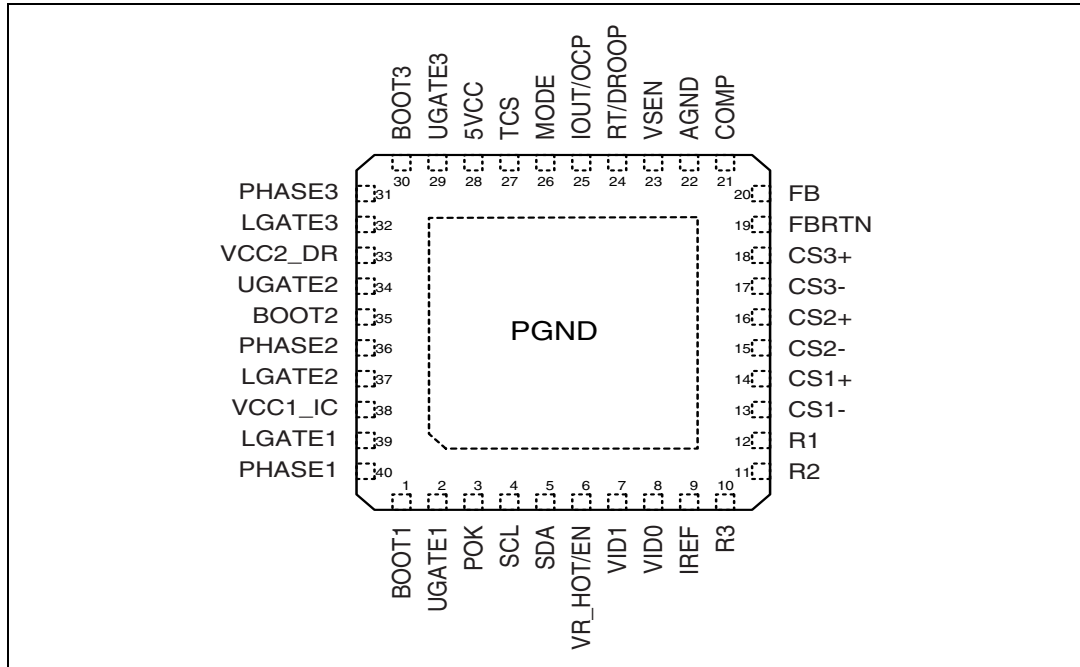 BOOT3
UGATE3
5VCC
TCS
MODE
IOUT/OCP
RT/DROOP
VSEN
AGND
COMP
30
29
28
27
26
25
24
23
22
21
PHASE3
31
20
FB
LGATE3
32
19
FBRTN
VCC2_DR
33
18
CS3+
UGATE2
34
17
CS3-
BOOT2
35
16
CS2+
PHASE2
36
15
CS2-
LGATE2
37
14
CS1+
VCC1_IC
38
13
CS1-
LGATE1
39
12
R1
PHASE1
40
11
R2
PGND
1
2
3
4
5
6
7
8
9
10
BOOT1
UGATE1
POK
SCL
SDA
VR_HOT/EN
VID1
VID0
IREF
R3